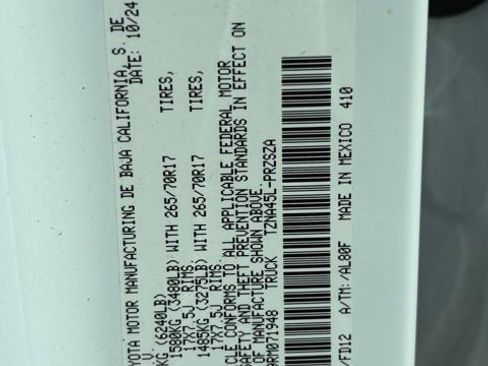 YOTA MOTOR MANUFACTURING DE BAJA CALIFORNIA, S. DE
DATE: 10/24
KG (6240LB)
1580KG (3480LB) WITH 265/70R17 TIRES,
17X7.5J RIMS
1485KG (3275LB) WITH 265/70R17 TIRES,
17X7.5J RIMS
CLE CONFORMS TO ALL APPLICABLE FEDERAL MOTOR
SAFETY AND THEFT PREVENTION STANDARDS IN EFFECT ON
OF MANUFACTURE SHOWN ABOVE.
RM071948 TRUCK TZNA45L-PRZSZA
/FD12 A/TM: /AL80F MADE IN MEXICO 410